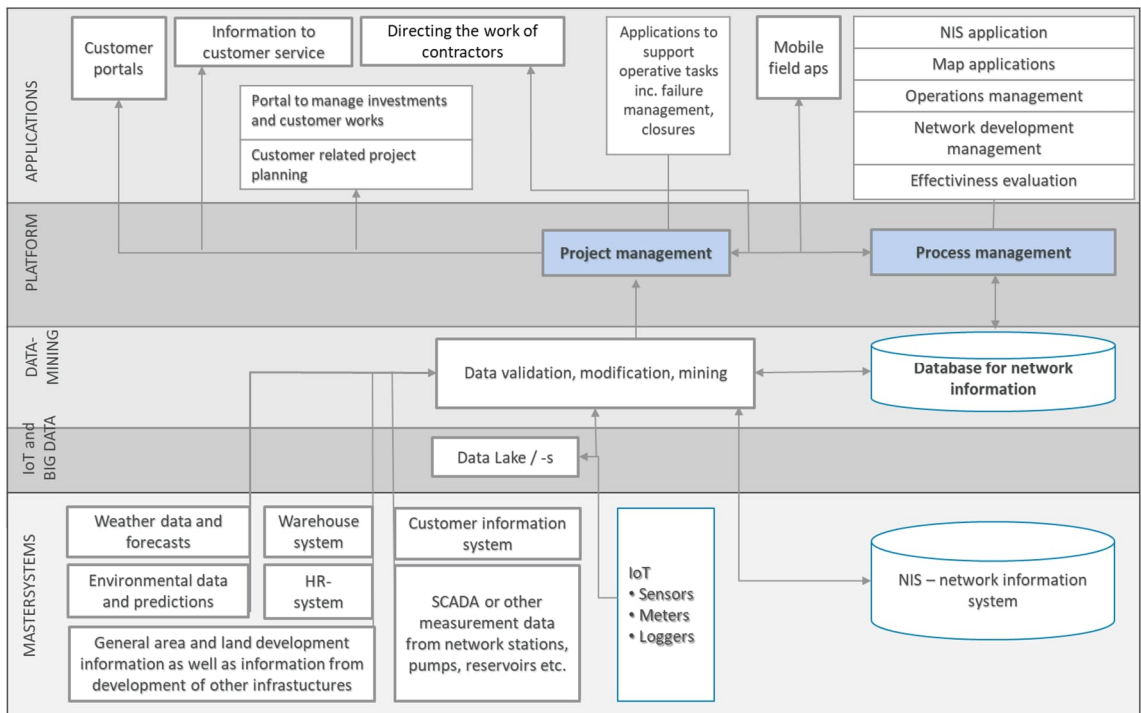 APPLICATIONS
Customer
portals
Information to
customer service
Directing the work of
contractors
Portal to manage investments
and customer works
Customer related project
planning
Applications to
support
operative tasks
inc. failure
management,
closures
Mobile
field aps
NIS application
Map applications
Operations management
Network development
management
Effectiviness evaluation
PLATFORM
Project management
Process management
DATA-
MINING
Data validation, modification, mining
Database for network
information
IoT and
BIG DATA
Data Lake / -s
MASTERSYSTEMS
Weather data and
forecasts
Warehouse
system
Customer information
system
Environmental data
and predictions
HR-
system
SCADA or other
measurement data
from network stations,
pumps, reservoirs etc.
General area and land development
information as well as information from
development of other infrastuctures
IoT
• Sensors
• Meters
• Loggers
NIS – network information
system